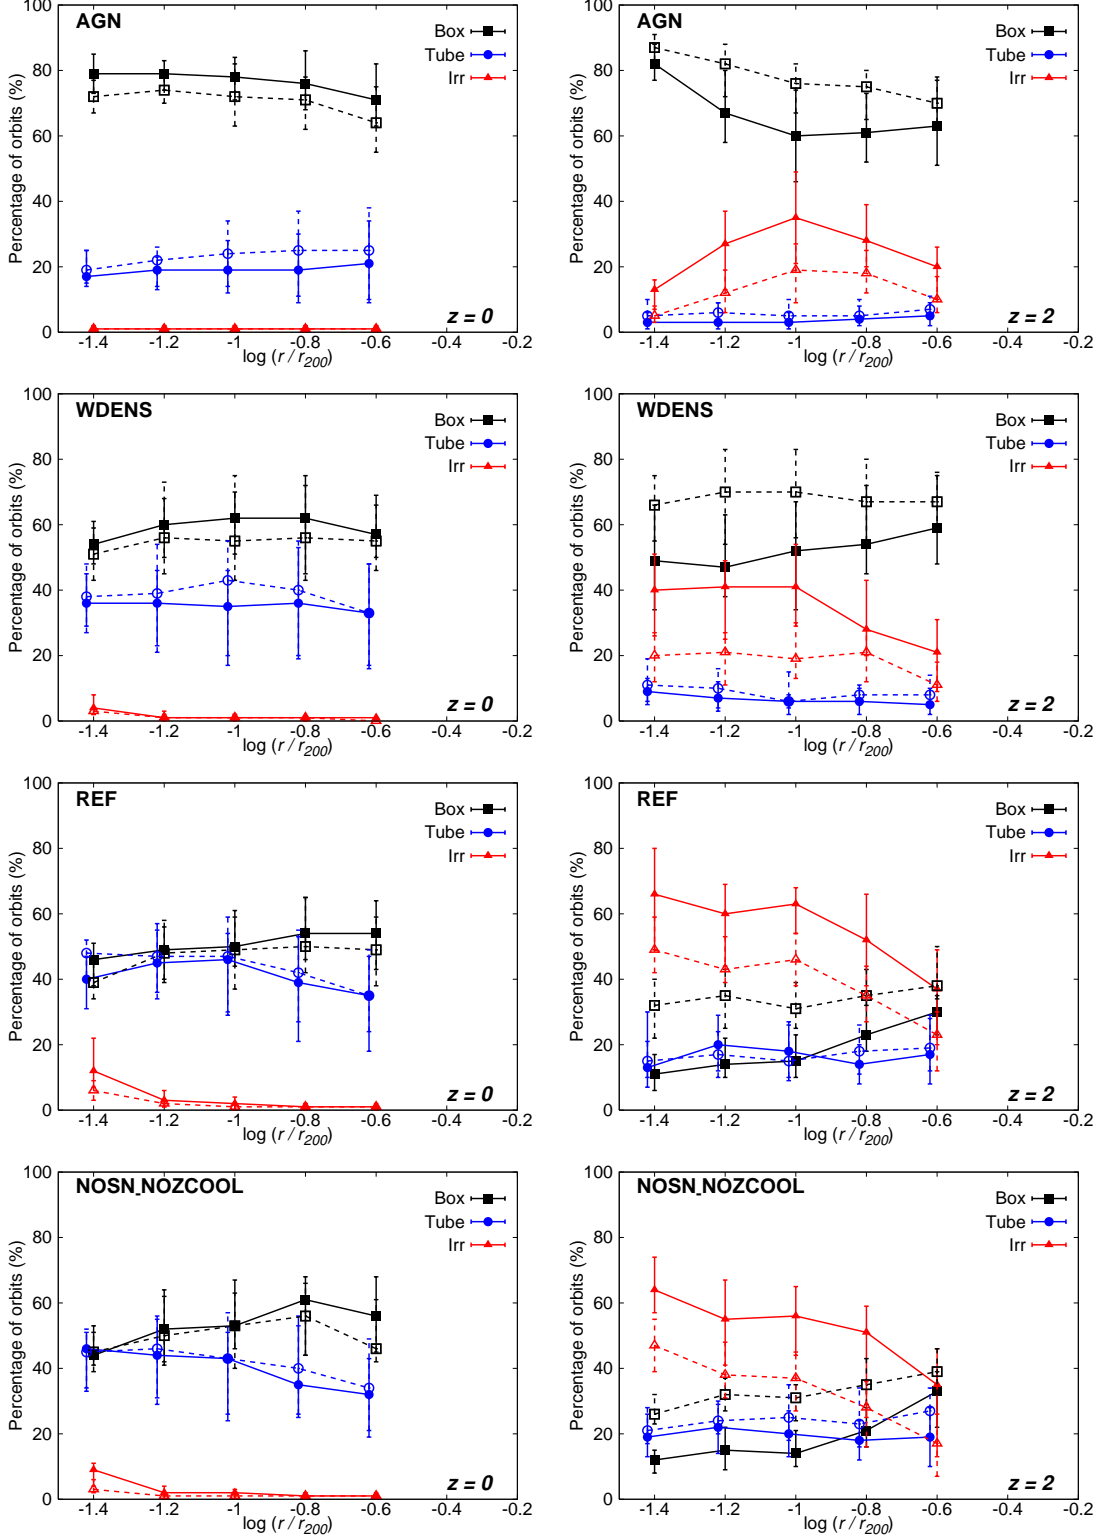 AGN
Box
Tube
Irr
Percentage of orbits (%)
100
80
60
40
20
0
z = 0
-1.4 -1.2 -1 -0.8 -0.6 -0.4 -0.2
log (r / r200)
AGN
Box
Tube
Irr
Percentage of orbits (%)
100
80
60
40
20
0
z = 2
-1.4 -1.2 -1 -0.8 -0.6 -0.4 -0.2
log (r / r200)
WDENS
Box
Tube
Irr
Percentage of orbits (%)
100
80
60
40
20
0
z = 0
-1.4 -1.2 -1 -0.8 -0.6 -0.4 -0.2
log (r / r200)
WDENS
Box
Tube
Irr
Percentage of orbits (%)
100
80
60
40
20
0
z = 2
-1.4 -1.2 -1 -0.8 -0.6 -0.4 -0.2
log (r / r200)
REF
Box
Tube
Irr
Percentage of orbits (%)
100
80
60
40
20
0
z = 0
-1.4 -1.2 -1 -0.8 -0.6 -0.4 -0.2
log (r / r200)
REF
Box
Tube
Irr
Percentage of orbits (%)
100
80
60
40
20
0
z = 2
-1.4 -1.2 -1 -0.8 -0.6 -0.4 -0.2
log (r / r200)
NOSN_NOZCOOL
Box
Tube
Irr
Percentage of orbits (%)
100
80
60
40
20
0
z = 0
-1.4 -1.2 -1 -0.8 -0.6 -0.4 -0.2
log (r / r200)
NOSN_NOZCOOL
Box
Tube
Irr
Percentage of orbits (%)
100
80
60
40
20
0
z = 2
-1.4 -1.2 -1 -0.8 -0.6 -0.4 -0.2
log (r / r200)